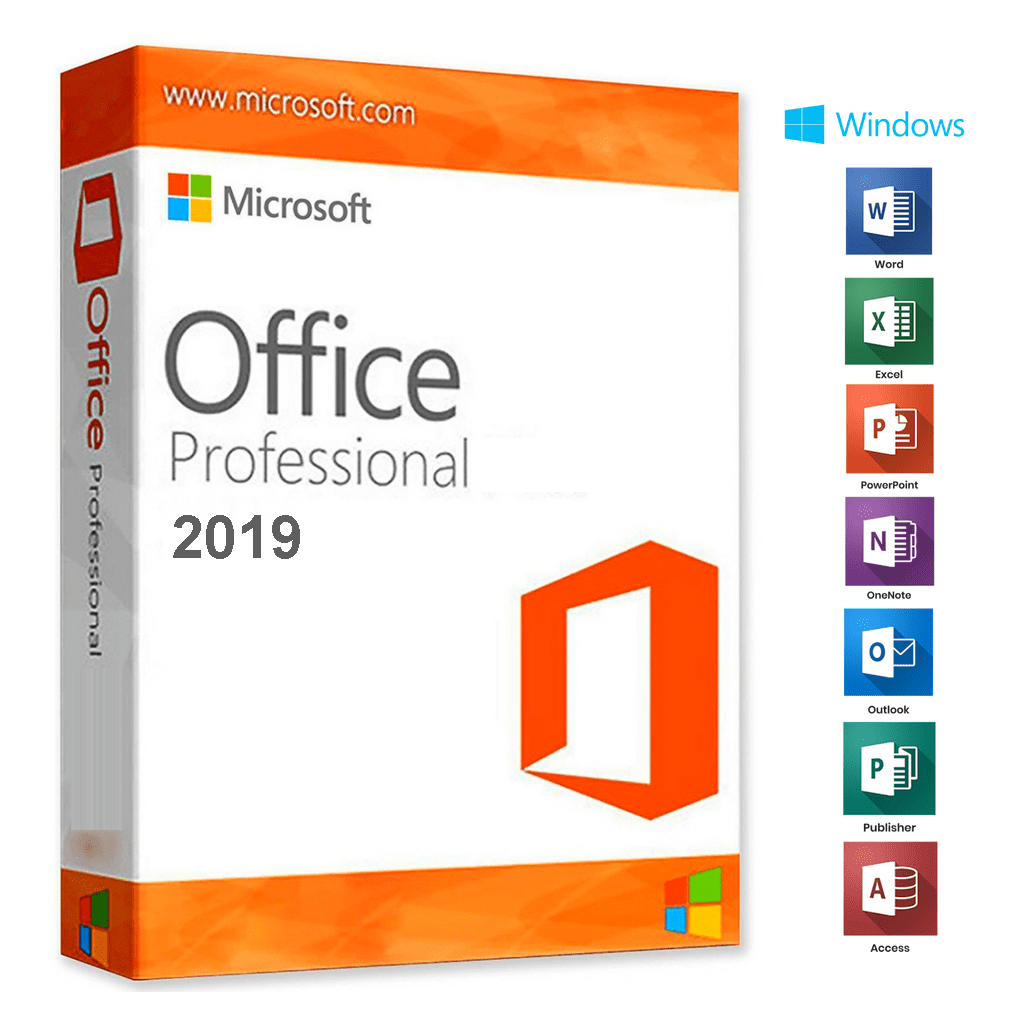 www.microsoft.com
Microsoft
Office
Professional
2019
Office Professional
Windows
W
Word
X
Excel
P
PowerPoint
N
OneNote
O
Outlook
P
Publisher
A
Access